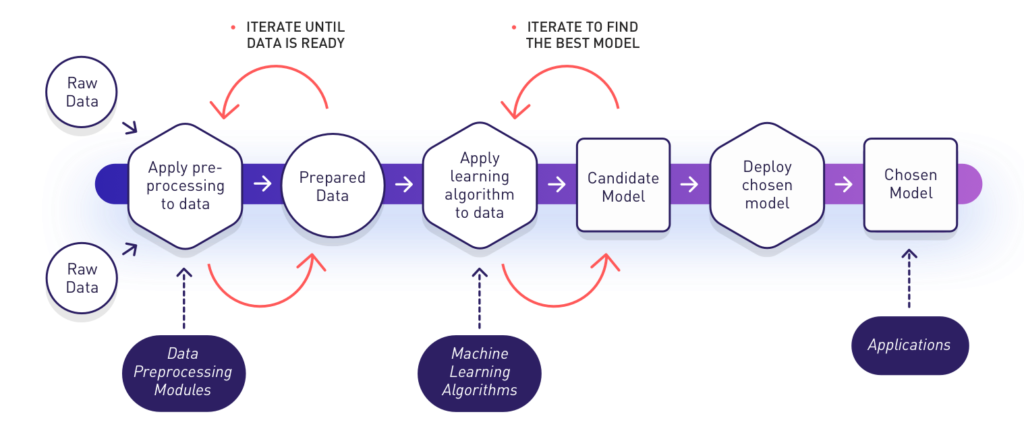 • ITERATE UNTIL
DATA IS READY
• ITERATE TO FIND
THE BEST MODEL
Raw
Data
Raw
Data
Apply pre-
processing
to data
Prepared
Data
Apply
learning
algorithm
to data
Candidate
Model
Deploy
chosen
model
Chosen
Model
Data
Preprocessing
Modules
Machine
Learning
Algorithms
Applications